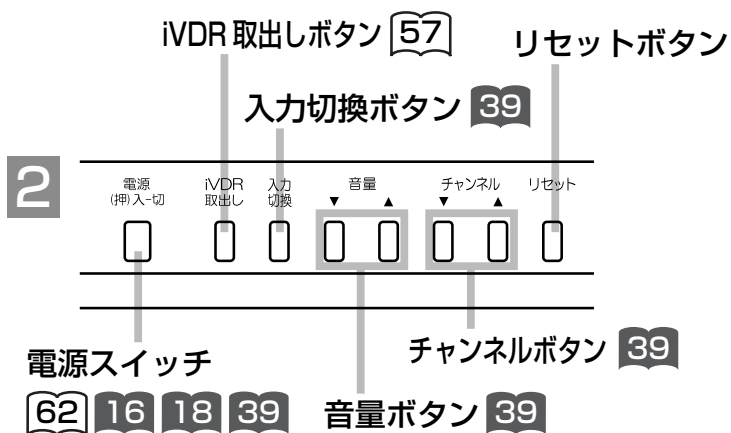 iVDR 取出しボタン 57
リセットボタン
入力切換ボタン 39
2
電源
(押)入-切
iVDR
取出し
入力
切換
音量
▼ ▲
チャンネル
▼ ▲
リセット
電源スイッチ
62 16 18 39
チャンネルボタン 39
音量ボタン 39